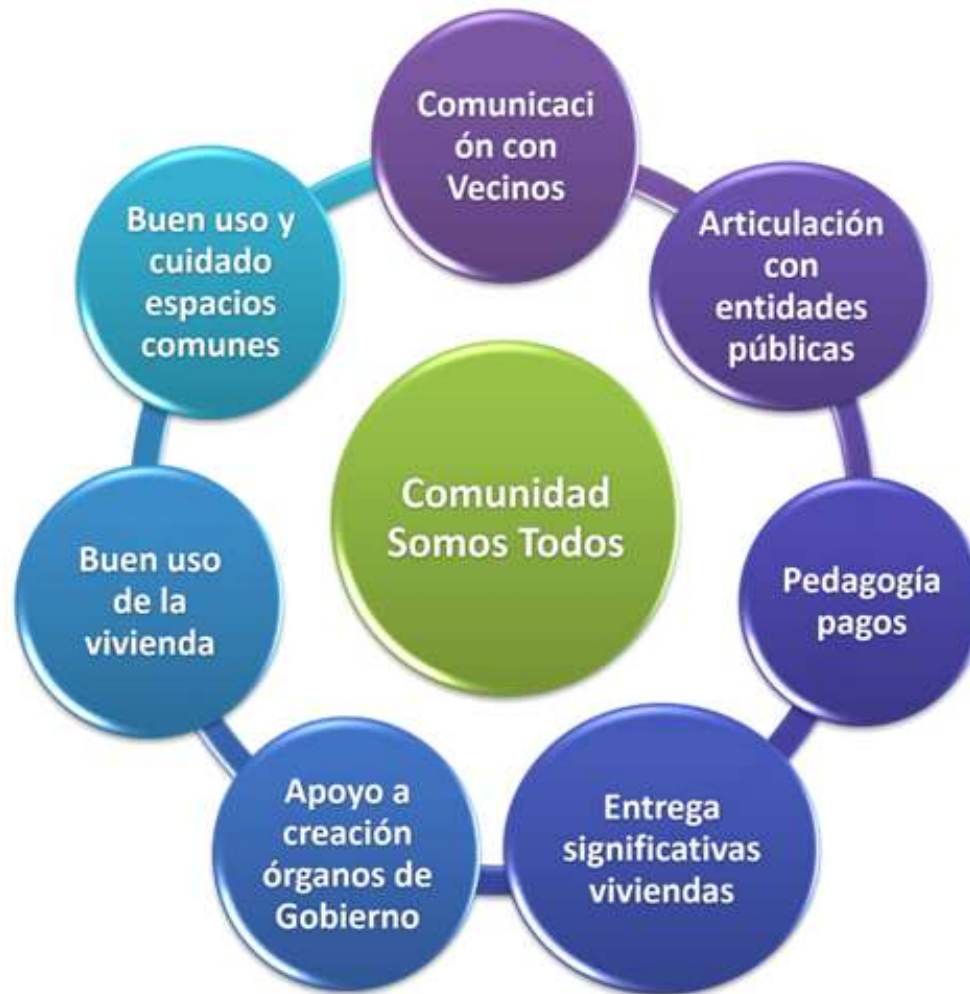 Comunicaci
ón con
Vecinos
Articulación
con
entidades
públicas
Pedagogía
pagos
Entrega
significativas
viviendas
Apoyo a
creación
órganos de
Gobierno
Buen uso
de la
vivienda
Buen uso y
cuidado
espacios
comunes
Comunidad
Somos Todos